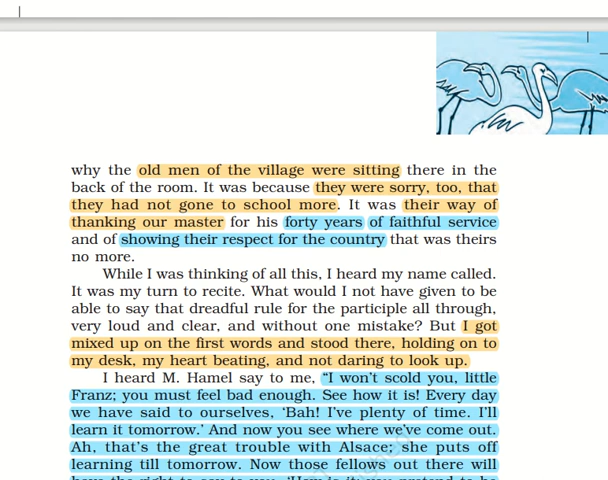 why the old men of the village were sitting there in the
back of the room. It was because they were sorry, too, that
they had not gone to school more. It was their way of
thanking our master for his forty years of faithful service
and of showing their respect for the country that was theirs
no more.
While I was thinking of all this, I heard my name called.
It was my turn to recite. What would I not have given to be
able to say that dreadful rule for the participle all through,
very loud and clear, and without one mistake? But I got
mixed up on the first words and stood there, holding on to
my desk, my heart beating, and not daring to look up.
I heard M. Hamel say to me, “I won’t scold you, little
Franz; you must feel bad enough. See how it is! Every day
we have said to ourselves, ‘Bah! I’ve plenty of time. I’ll
learn it tomorrow.’ And now you see where we’ve come out.
Ah, that’s the great trouble with Alsace; she puts off
learning till tomorrow. Now those fellows out there will